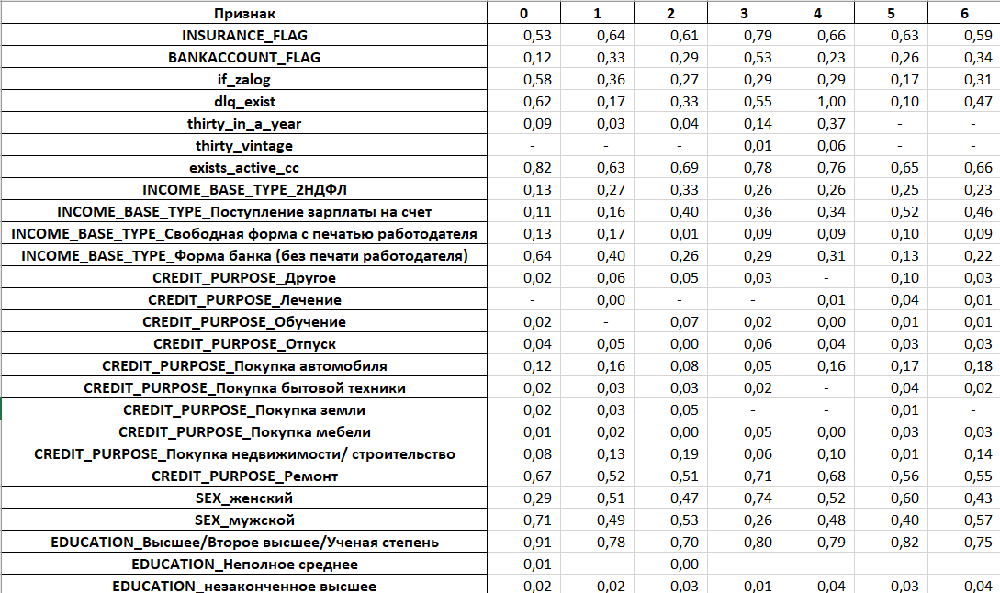 Признак 0 1 2 3 4 5 6
INSURANCE_FLAG 0,53 0,64 0,61 0,79 0,66 0,63 0,59
BANKACCOUNT_FLAG 0,12 0,33 0,29 0,53 0,23 0,26 0,34
if_zalog 0,58 0,36 0,27 0,29 0,29 0,17 0,31
dlq_exist 0,62 0,17 0,33 0,55 1,00 0,10 0,47
thirty_in_a_year 0,09 0,03 0,04 0,14 0,37 - -
thirty_vintage - - - 0,01 0,06 - -
exists_active_cc 0,82 0,63 0,69 0,78 0,76 0,65 0,66
INCOME_BASE_TYPE_2НДФЛ 0,13 0,27 0,33 0,26 0,26 0,25 0,23
INCOME_BASE_TYPE_Поступление зарплаты на счет 0,11 0,16 0,40 0,36 0,34 0,52 0,46
INCOME_BASE_TYPE_Свободная форма с печатью работодателя 0,13 0,17 0,01 0,09 0,09 0,10 0,09
INCOME_BASE_TYPE_Форма банка (без печати работодателя) 0,64 0,40 0,26 0,29 0,31 0,13 0,22
CREDIT_PURPOSE_Другое 0,02 0,06 0,05 0,03 - 0,10 0,03
CREDIT_PURPOSE_Лечение - 0,00 - - 0,01 0,04 0,01
CREDIT_PURPOSE_Обучение 0,02 - 0,07 0,02 0,00 0,01 0,01
CREDIT_PURPOSE_Отпуск 0,04 0,05 0,00 0,06 0,04 0,03 0,03
CREDIT_PURPOSE_Покупка автомобиля 0,12 0,16 0,08 0,05 0,16 0,17 0,18
CREDIT_PURPOSE_Покупка бытовой техники 0,02 0,03 0,03 0,02 - 0,04 0,02
CREDIT_PURPOSE_Покупка земли 0,02 0,03 0,05 - - 0,01 -
CREDIT_PURPOSE_Покупка мебели 0,01 0,02 0,00 0,05 0,00 0,03 0,03
CREDIT_PURPOSE_Покупка недвижимости/ строительство 0,08 0,13 0,19 0,06 0,10 0,01 0,14
CREDIT_PURPOSE_Ремонт 0,67 0,52 0,51 0,71 0,68 0,56 0,55
SEX_женский 0,29 0,51 0,47 0,74 0,52 0,60 0,43
SEX_мужской 0,71 0,49 0,53 0,26 0,48 0,40 0,57
EDUCATION_Высшее/Второе высшее/Ученая степень 0,91 0,78 0,70 0,80 0,79 0,82 0,75
EDUCATION_Неполное среднее 0,01 - 0,00 - - - -
EDUCATION_незаконченное высшее 0,02 0,02 0,03 0,01 0,04 0,03 0,04